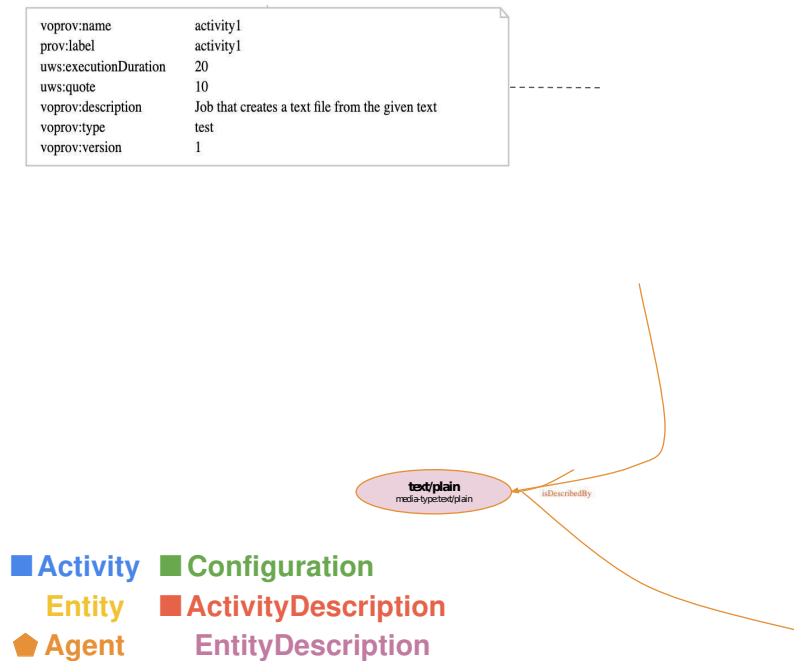 voprov:name activity1
prov:label activity1
uws:executionDuration 20
uws:quote 10
voprov:description Job that creates a text file from the given text
voprov:type test
voprov:version 1
text/plain
media-type:text/plain
isDescribedBy
Activity Configuration
Entity ActivityDescription
Agent EntityDescription